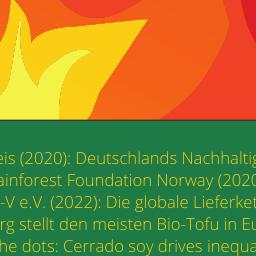 eis (2020): Deutschlands Nachhaltig
ainforest Foundation Norway (2020
-V e.V. (2022): Die globale Lieferket
rg stellt den meisten Bio-Tofu in Eu
he dots: Cerrado soy drives inequa